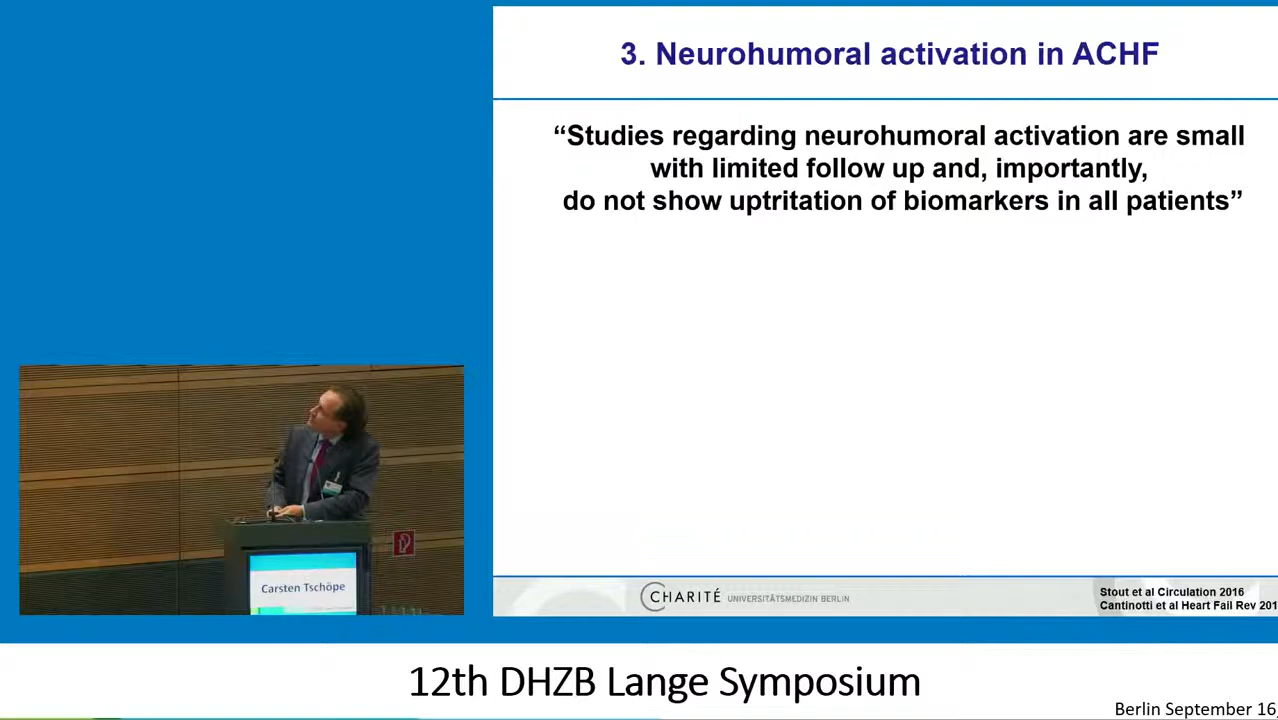 3. Neurohumoral activation in ACHF
“Studies regarding neurohumoral activation are small
with limited follow up and, importantly,
do not show uptritation of biomarkers in all patients”
Carsten Tschöpe
CHARITÉ UNIVERSITÄTSMEDIZIN BERLIN
Stout et al Circulation 2016
Cantinotti et al Heart Fail Rev 201
12th DHZB Lange Symposium
Berlin September 16,